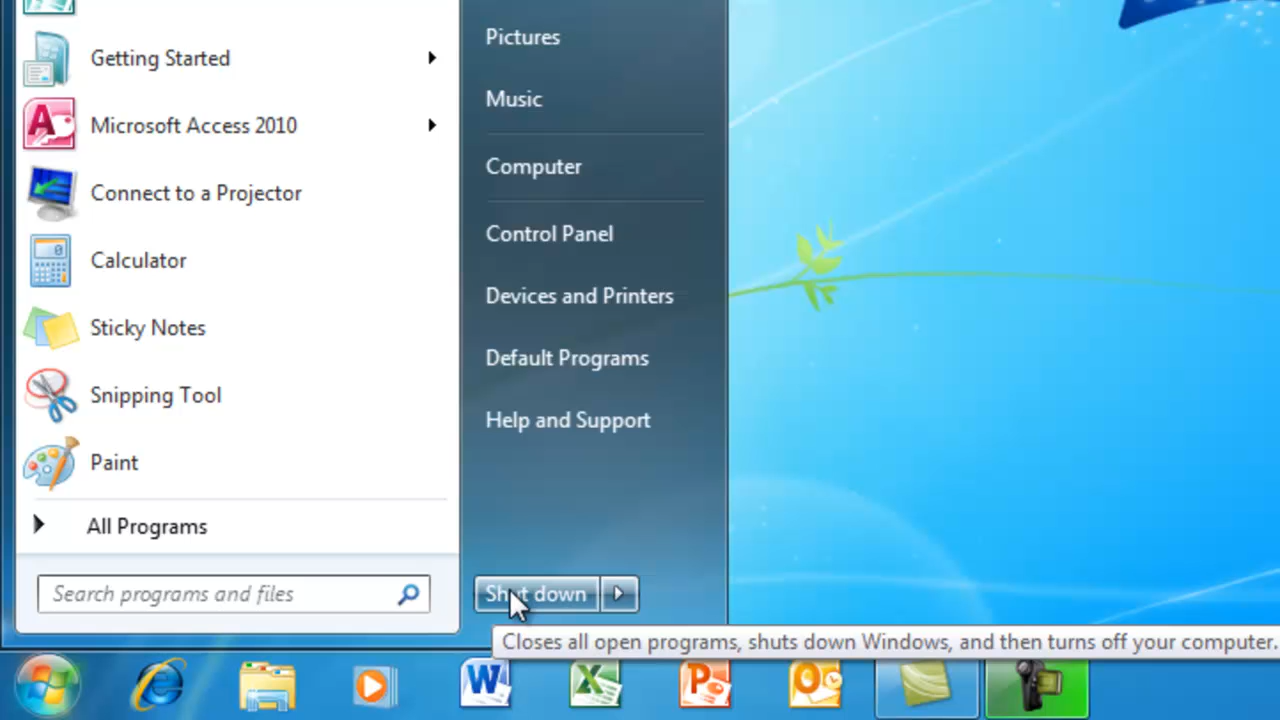 Getting Started
Microsoft Access 2010
Connect to a Projector
Calculator
Sticky Notes
Snipping Tool
Paint
All Programs
Search programs and files
Pictures
Music
Computer
Control Panel
Devices and Printers
Default Programs
Help and Support
Shut down
Closes all open programs, shuts down Windows, and then turns off your computer.